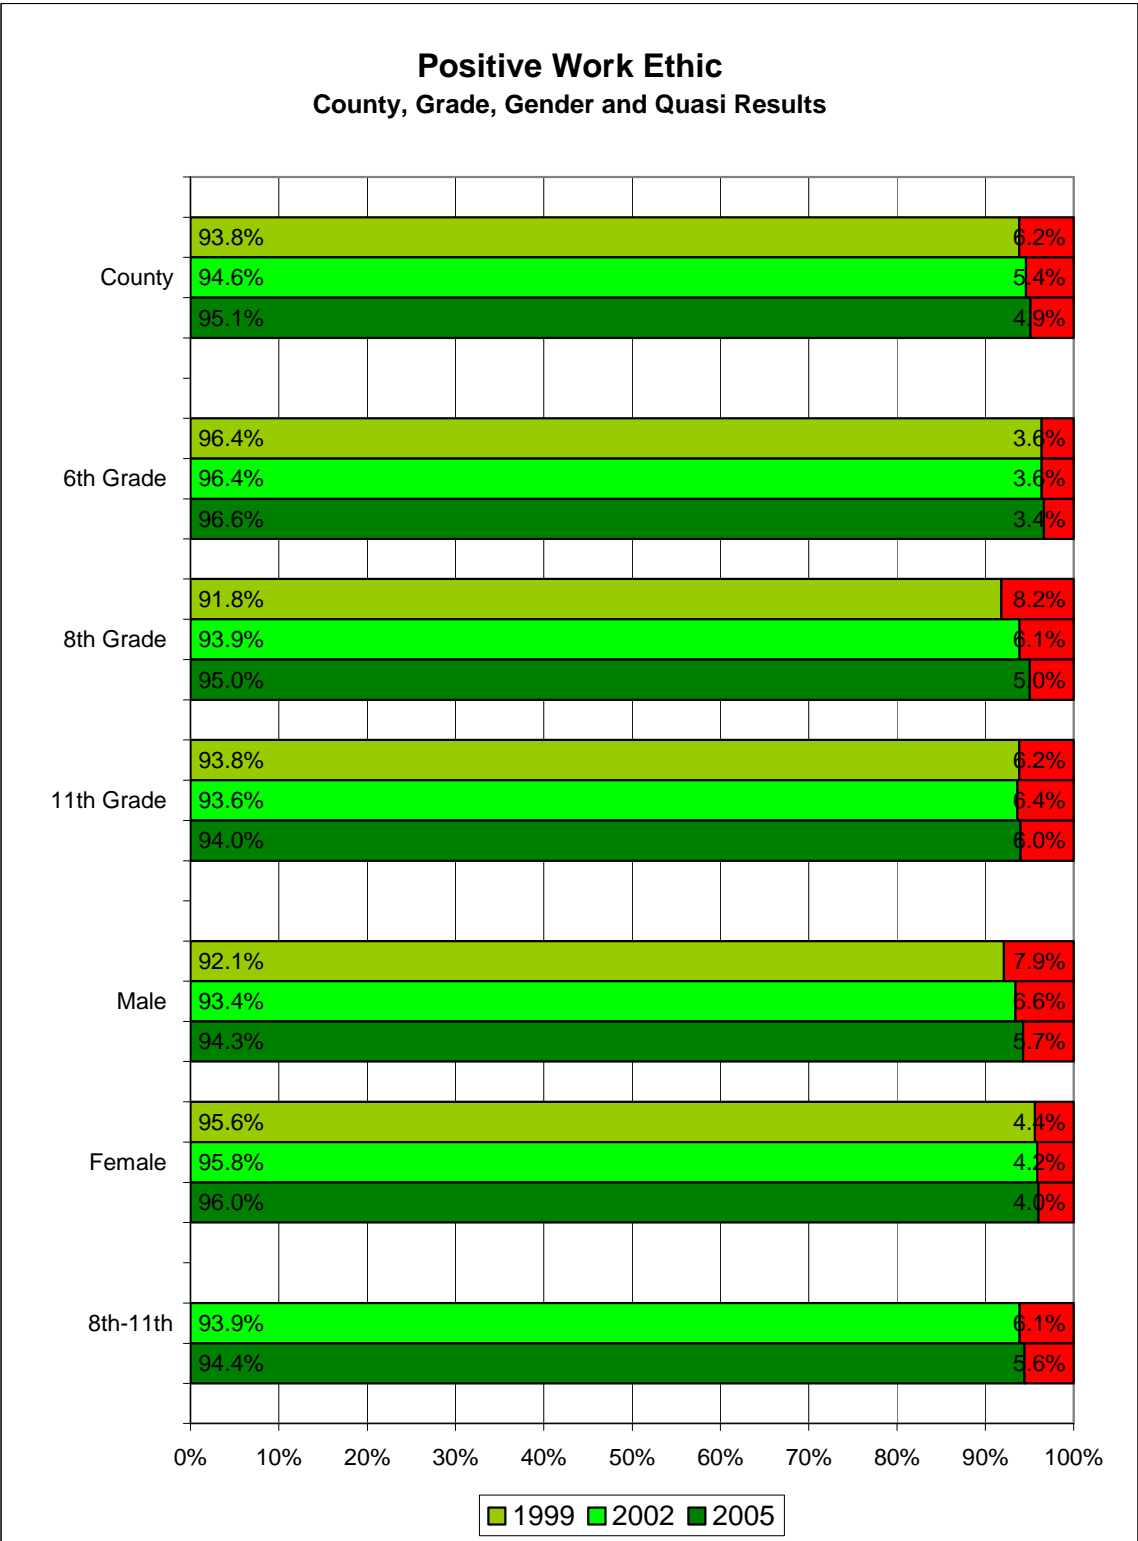 Positive Work Ethic
County, Grade, Gender and Quasi Results
93.8% 6.2%
County 94.6% 5.4%
95.1% 4.9%
96.4% 3.6%
6th Grade 96.4% 3.6%
96.6% 3.4%
91.8% 8.2%
8th Grade 93.9% 6.1%
95.0% 5.0%
93.8% 6.2%
11th Grade 93.6% 6.4%
94.0% 6.0%
92.1% 7.9%
Male 93.4% 6.6%
94.3% 5.7%
95.6% 4.4%
Female 95.8% 4.2%
96.0% 4.0%
8th-11th 93.9% 6.1%
94.4% 5.6%
0% 10% 20% 30% 40% 50% 60% 70% 80% 90% 100%
1999 2002 2005